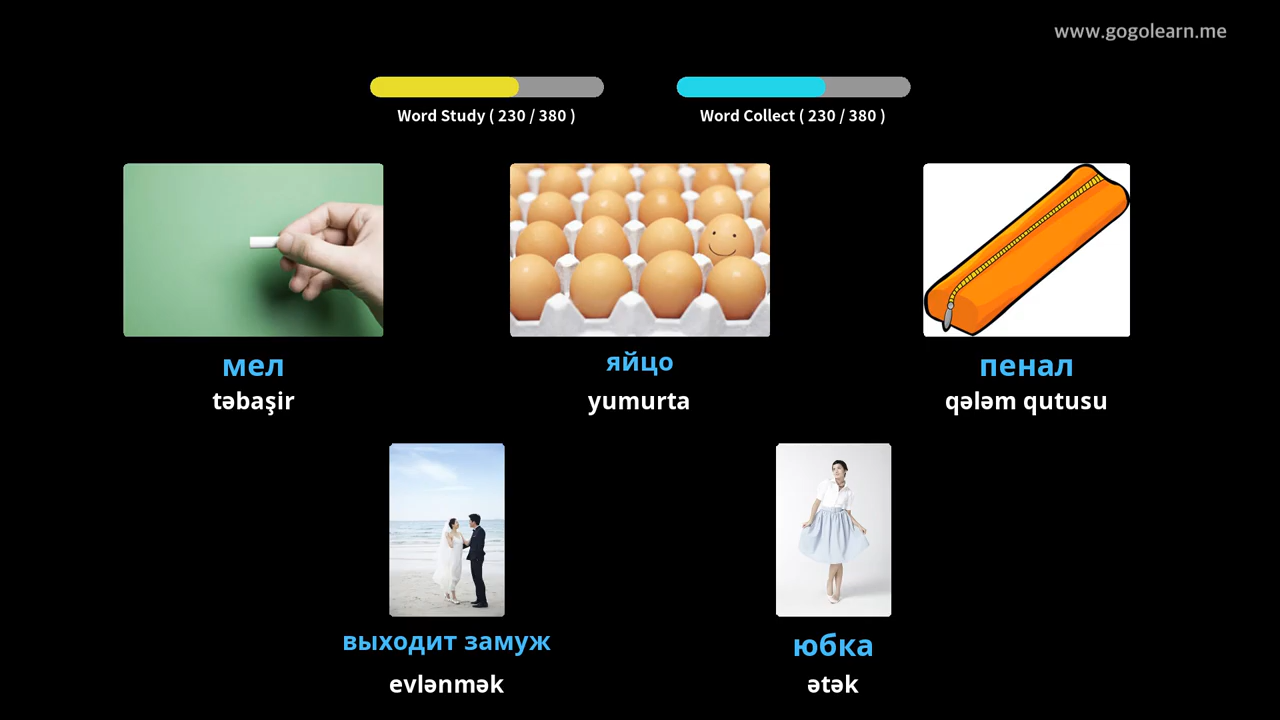 www.gogolearn.me
Word Study ( 230 / 380 )
Word Collect ( 230 / 380 )
мел
təbaşir
яйцо
yumurta
пенал
qələm qutusu
выходит замуж
evlənmək
юбка
ətək